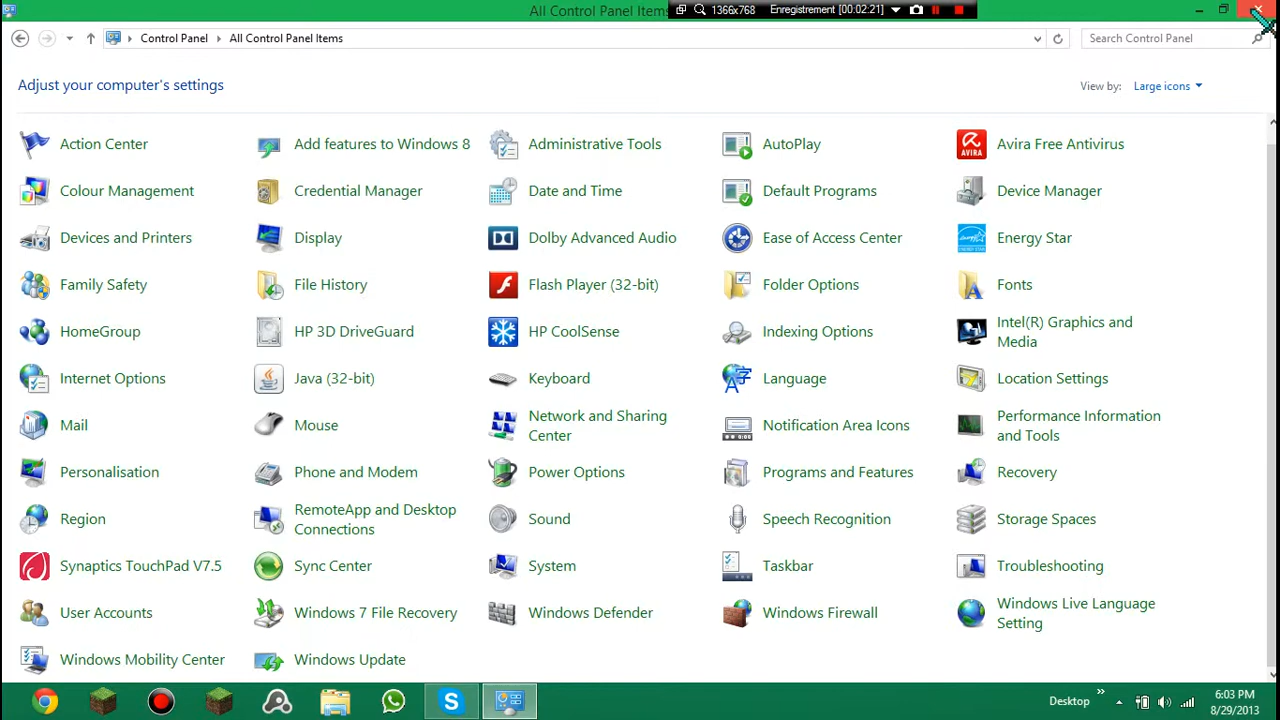 All Control Panel Items
1366x768
Enregistrement [00:02:21]
Control Panel
All Control Panel Items
Search Control Panel
Adjust your computer's settings
View by:
Large icons
Action Center
Add features to Windows 8
Administrative Tools
AutoPlay
AVIRA
Avira Free Antivirus
Colour Management
Credential Manager
Date and Time
Default Programs
Device Manager
Devices and Printers
Display
Dolby Advanced Audio
Ease of Access Center
ENERGY STAR
Energy Star
Family Safety
File History
Flash Player (32-bit)
Folder Options
Fonts
HomeGroup
HP 3D DriveGuard
HP CoolSense
Indexing Options
Intel(R) Graphics and
Media
Internet Options
Java (32-bit)
Keyboard
Language
Location Settings
Mail
Mouse
Network and Sharing
Center
Notification Area Icons
Performance Information
and Tools
Personalisation
Phone and Modem
Power Options
Programs and Features
Recovery
Region
RemoteApp and Desktop
Connections
Sound
Speech Recognition
Storage Spaces
Synaptics TouchPad V7.5
Sync Center
System
Taskbar
Troubleshooting
User Accounts
Windows 7 File Recovery
Windows Defender
Windows Firewall
Windows Live Language
Setting
Windows Mobility Center
Windows Update
Desktop
6:03 PM
8/29/2013